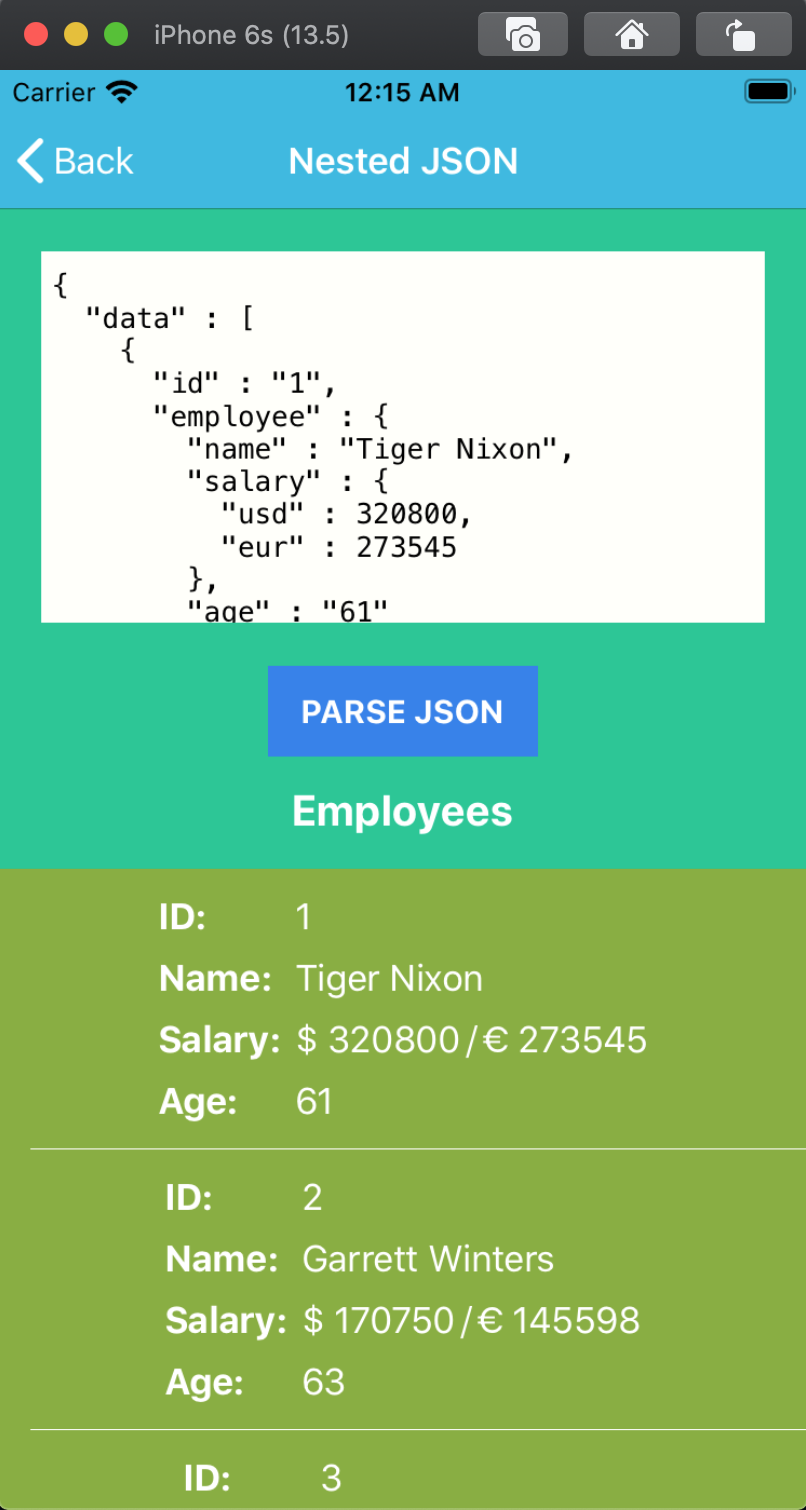 iPhone 6s (13.5)
Carrier 12:15 AM
Back Nested JSON
{
  "data" : [
    {
      "id" : "1",
      "employee" : {
        "name" : "Tiger Nixon",
        "salary" : {
          "usd" : 320800,
          "eur" : 273545
        },
        "age" : "61"
PARSE JSON
Employees
ID: 1
Name: Tiger Nixon
Salary: $ 320800/€ 273545
Age: 61
ID: 2
Name: Garrett Winters
Salary: $ 170750/€ 145598
Age: 63
ID: 3